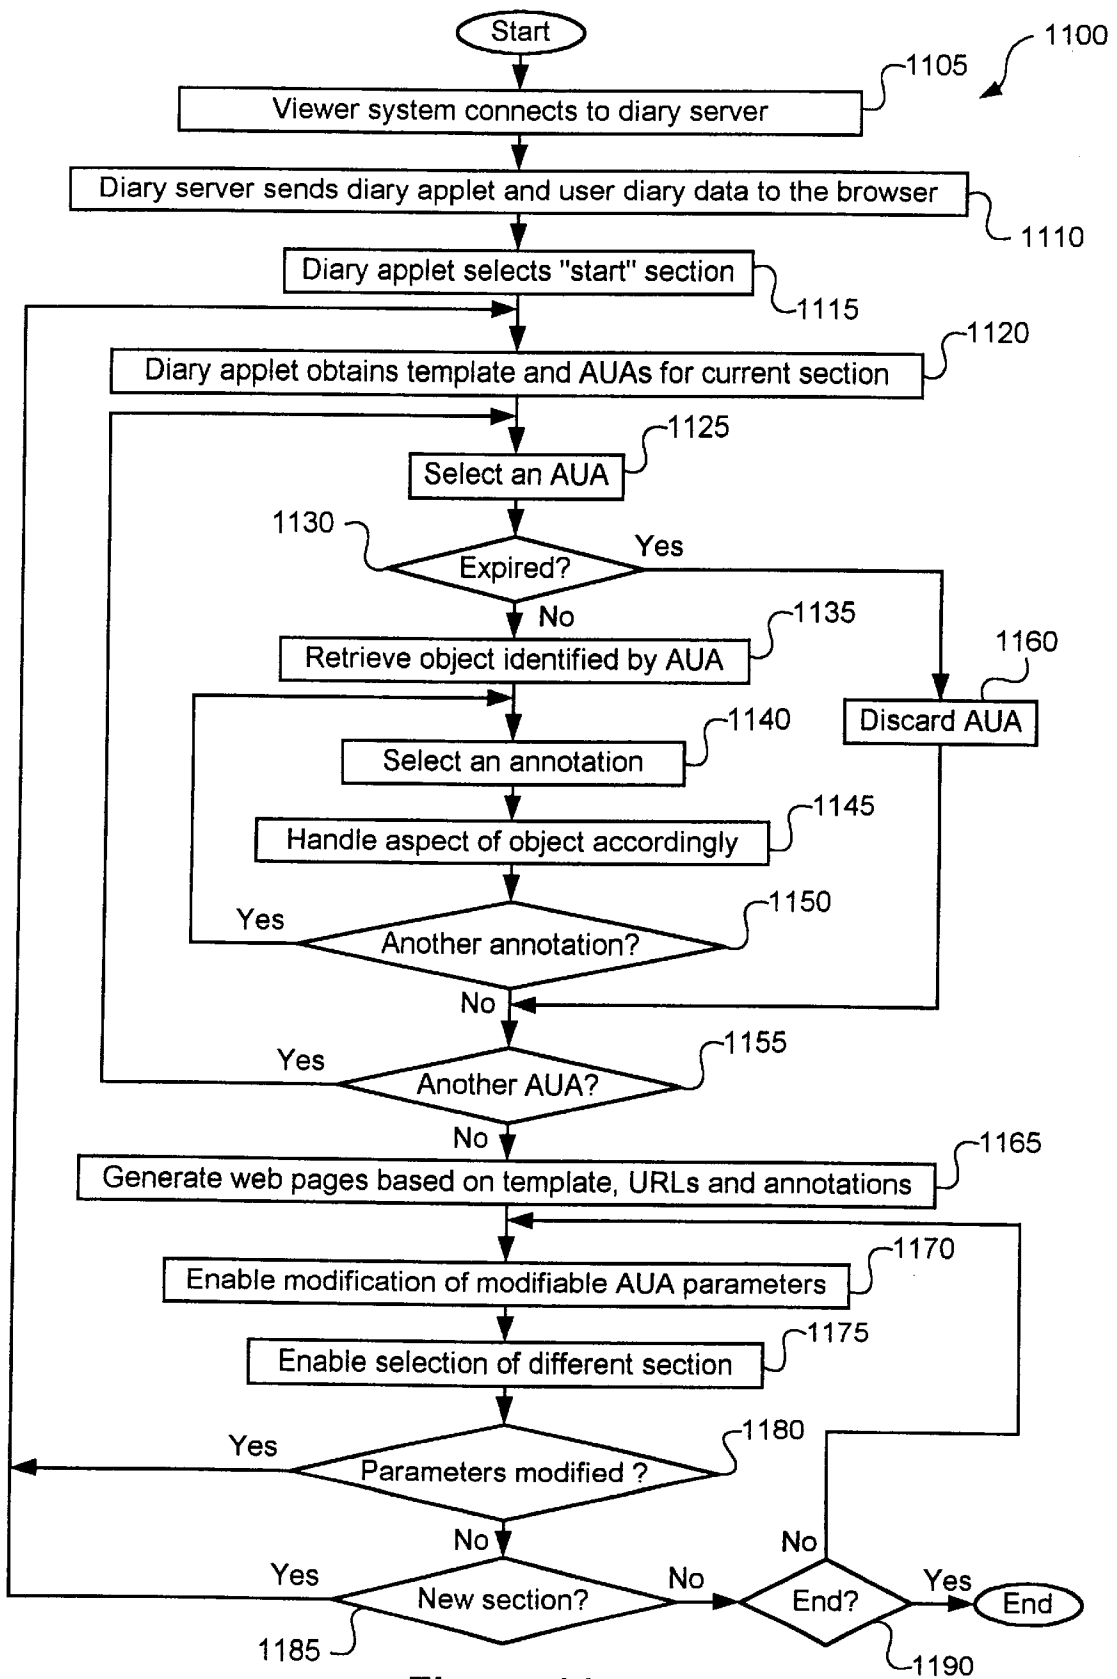 Start
1100
1105
Viewer system connects to diary server
Diary server sends diary applet and user diary data to the browser
1110
Diary applet selects "start" section
1115
1120
Diary applet obtains template and AUAs for current section
1125
Select an AUA
1130
Expired?
Yes
No
1135
Retrieve object identified by AUA
1160
Discard AUA
1140
Select an annotation
1145
Handle aspect of object accordingly
1150
Yes
Another annotation?
No
1155
Yes
Another AUA?
No
1165
Generate web pages based on template, URLs and annotations
1170
Enable modification of modifiable AUA parameters
1175
Enable selection of different section
1180
Yes
Parameters modified ?
No
Yes
New section?
No
No
End?
Yes
End
1185
1190